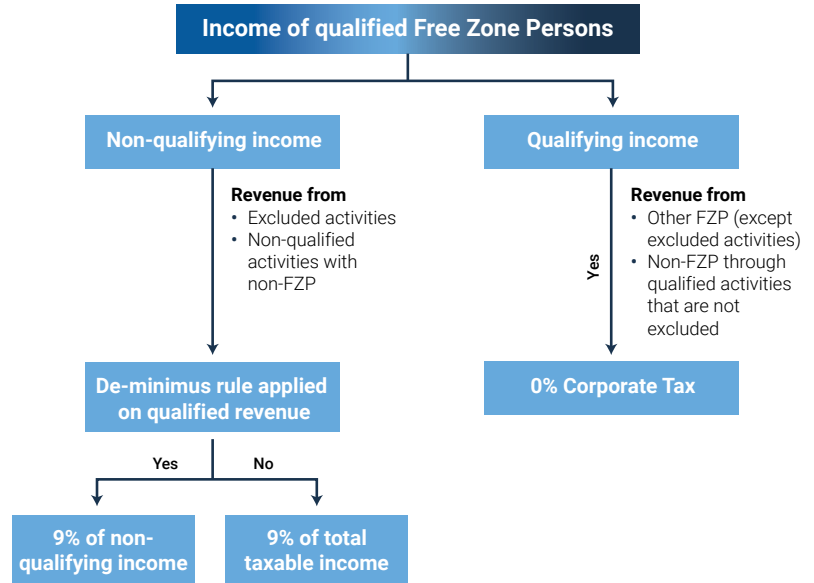 Income of qualified Free Zone Persons
Non-qualifying income
Revenue from
• Excluded activities
• Non-qualified
activities with
non-FZP
De-minimus rule applied
on qualified revenue
Yes
No
9% of non-
qualifying income
9% of total
taxable income
Qualifying income
Yes
Revenue from
• Other FZP (except
excluded activities)
• Non-FZP through
qualified activities
that are not
excluded
0% Corporate Tax